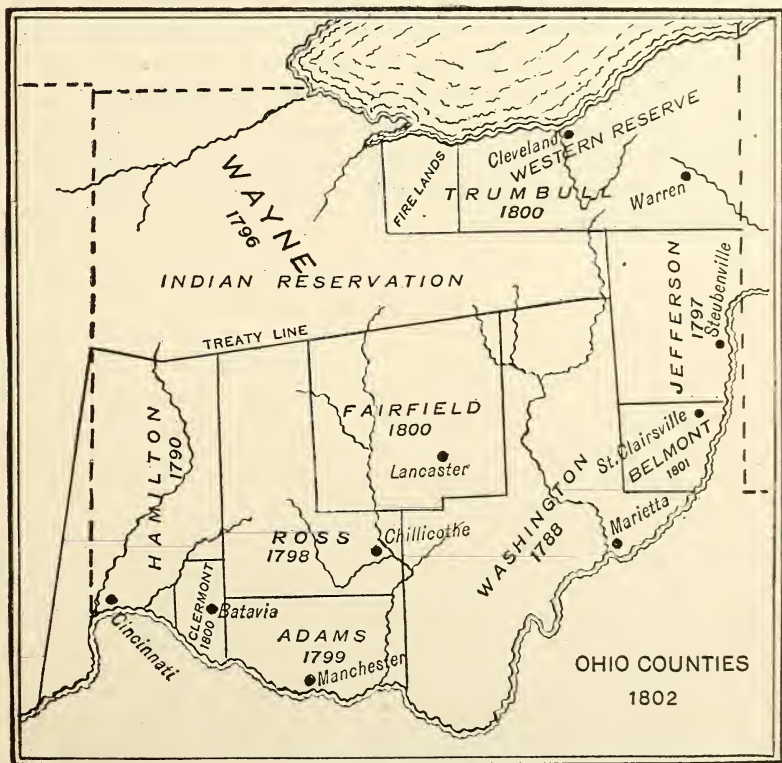 Cleveland
WESTERN RESERVE
FIRE LANDS
TRUMBULL
1800
Warren
WAYNE
1796
INDIAN RESERVATION
TREATY LINE
JEFFERSON
1797
Steubenville
HAMILTON
1790
FAIRFIELD
1800
Lancaster
St. Clairsville
BELMONT
1801
WASHINGTON
1788
Marietta
ROSS
1798
Chillicothe
CLERMONT
1800
Batavia
Cincinnati
ADAMS
1799
Manchester
OHIO COUNTIES
1802